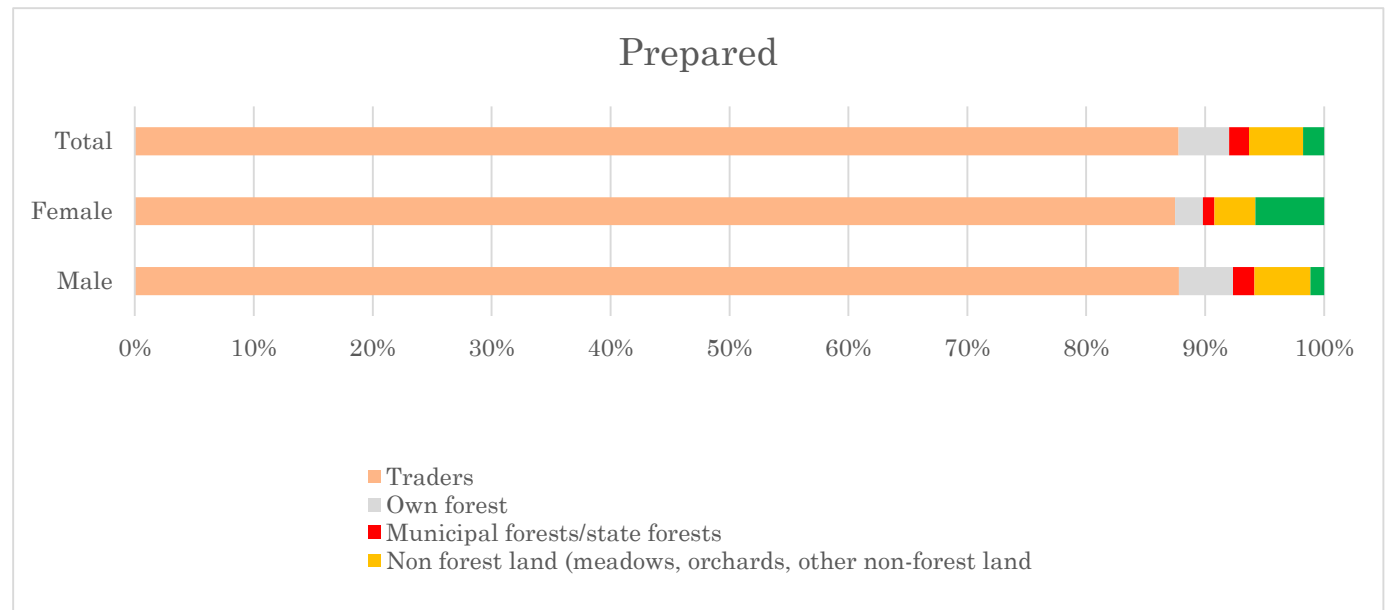 Prepared
Total
Female
Male
0% 10% 20% 30% 40% 50% 60% 70% 80% 90% 100%
Traders
Own forest
Municipal forests/state forests
Non forest land (meadows, orchards, other non-forest land